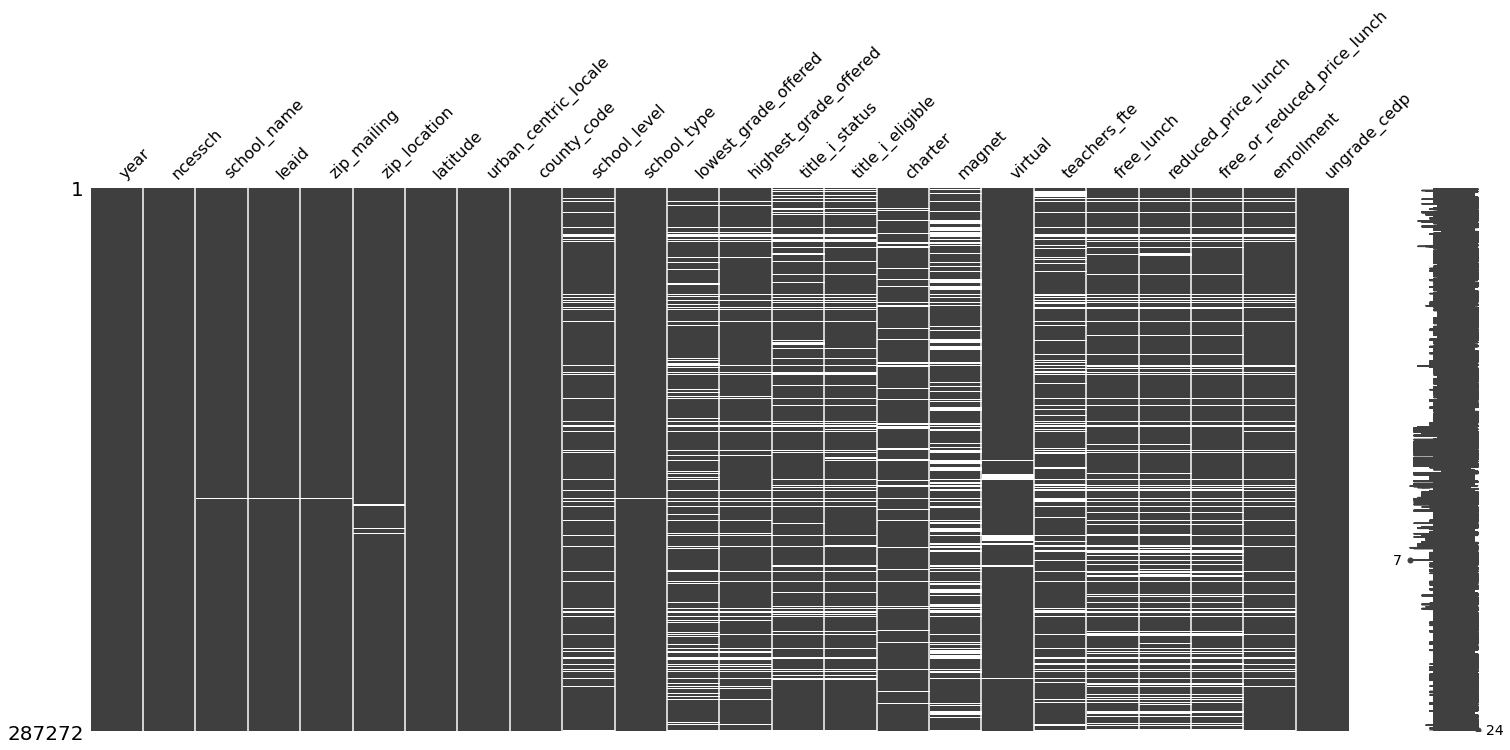 year
ncessch
school_name
leaid
zip_mailing
zip_location
latitude
urban_centric_locale
county_code
school_level
school_type
lowest_grade_offered
highest_grade_offered
title_i_status
title_i_eligible
charter
magnet
virtual
teachers_fte
free_lunch
reduced_price_lunch
free_or_reduced_price_lunch
enrollment
ungrade_cedp
1
7
287272
24